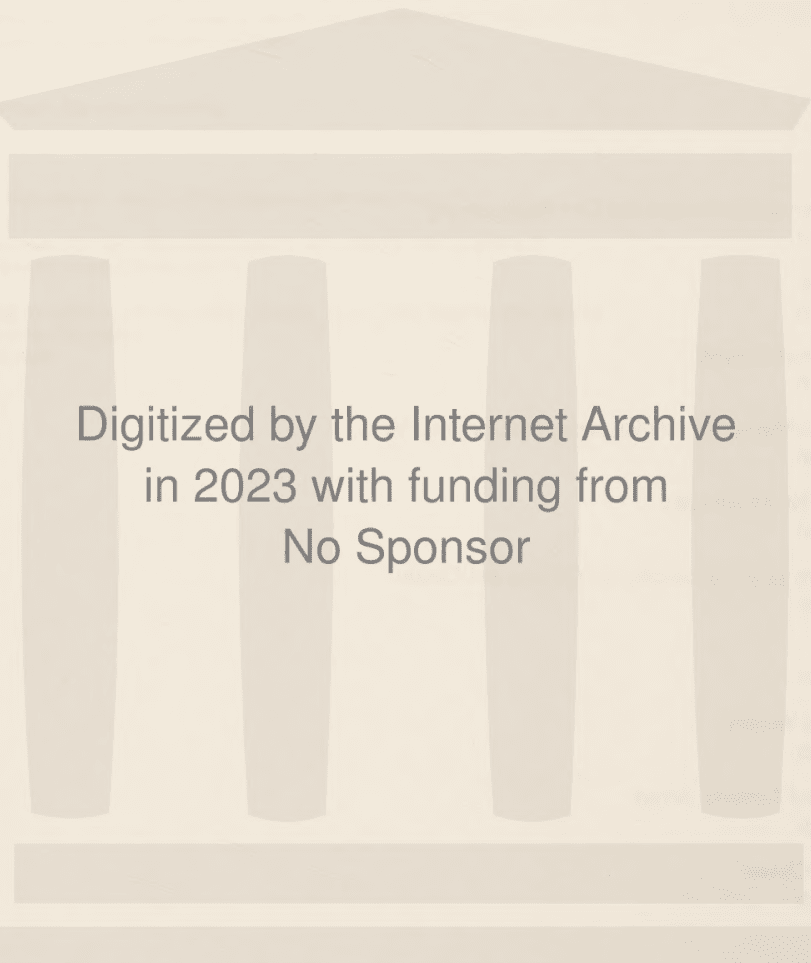 Digitized by the Internet Archive
in 2023 with funding from
No Sponsor